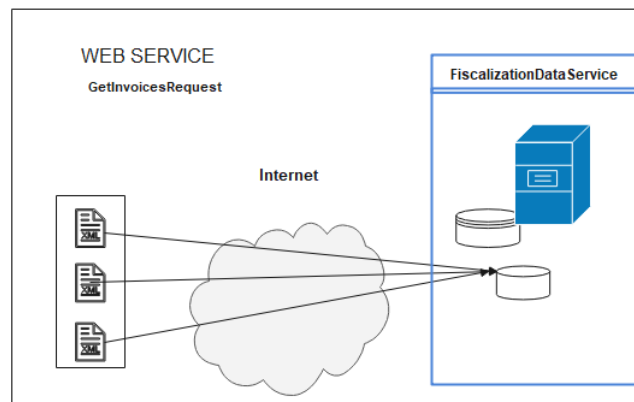 WEB SERVICE
FiscalizationDataService
GetInvoicesRequest
Internet
XML
XML
XML